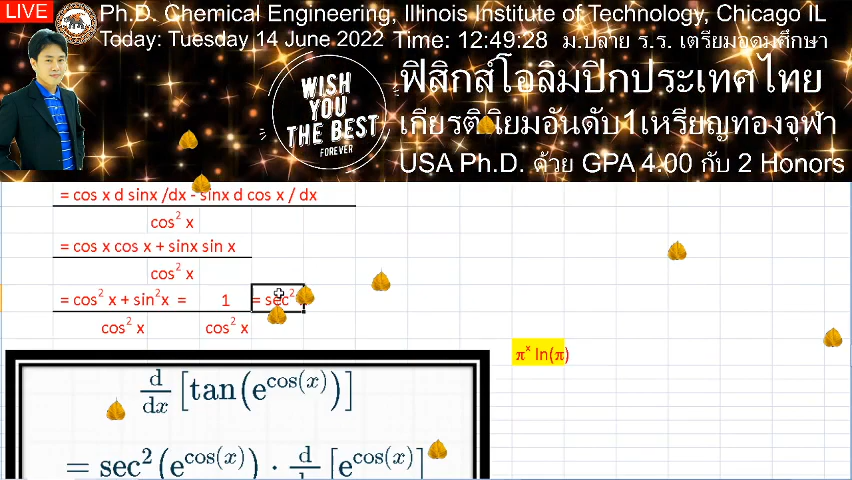 LIVE
Ph.D. Chemical Engineering, Illinois Institute of Technology, Chicago IL
Today: Tuesday 14 June 2022 Time: 12:49:28 ม.ปลาย ร.ร. เตรียมอุดมศึกษา
WISH
YOU
THE BEST
FOREVER
ฟิสิกส์โอลิมปิกประเทศไทย
เกียรตินิยมอันดับ1เหรียญทองจุฬา
USA Ph.D. ด้วย GPA 4.00 กับ 2 Honors
= cos x d sinx /dx - sinx d cos x / dx
cos² x
= cos x cos x + sinx sin x
cos² x
= cos² x + sin²x = 1 = sec²
cos² x cos² x
πˣ ln(π)
d/dx [tan(e^cos(x))]
= sec² (e^cos(x)) · d [e^cos(x)]